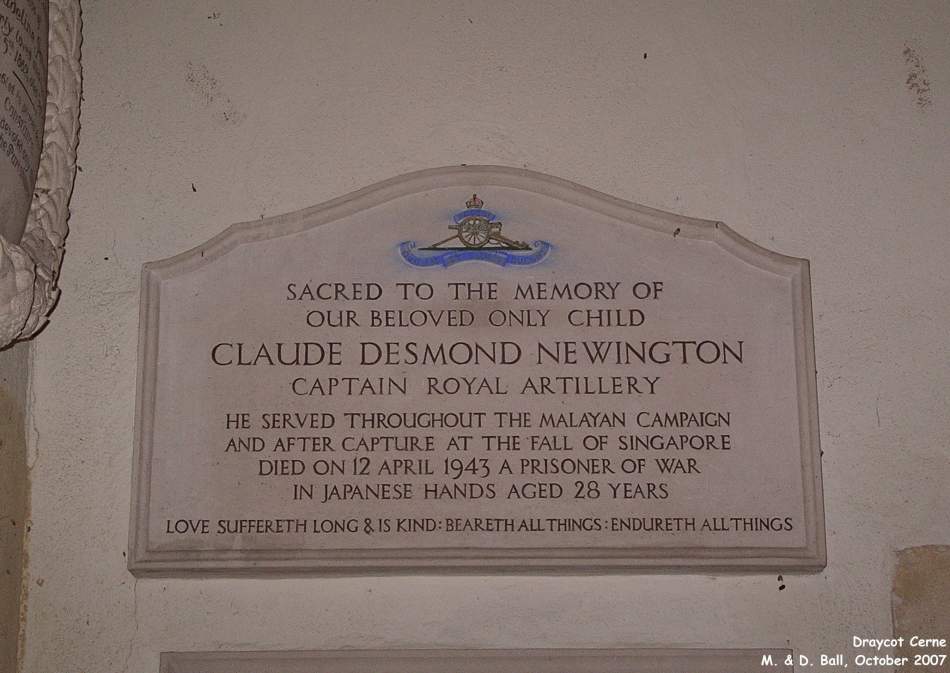 SACRED TO THE MEMORY OF
OUR BELOVED ONLY CHILD
CLAUDE DESMOND NEWINGTON
CAPTAIN ROYAL ARTILLERY
HE SERVED THROUGHOUT THE MALAYAN CAMPAIGN
AND AFTER CAPTURE AT THE FALL OF SINGAPORE
DIED ON 12 APRIL 1943 A PRISONER OF WAR
IN JAPANESE HANDS AGED 28 YEARS
LOVE SUFFERETH LONG & IS KIND: BEARETH ALL THINGS: ENDURETH ALL THINGS
Draycot Cerne
M. & D. Ball, October 2007